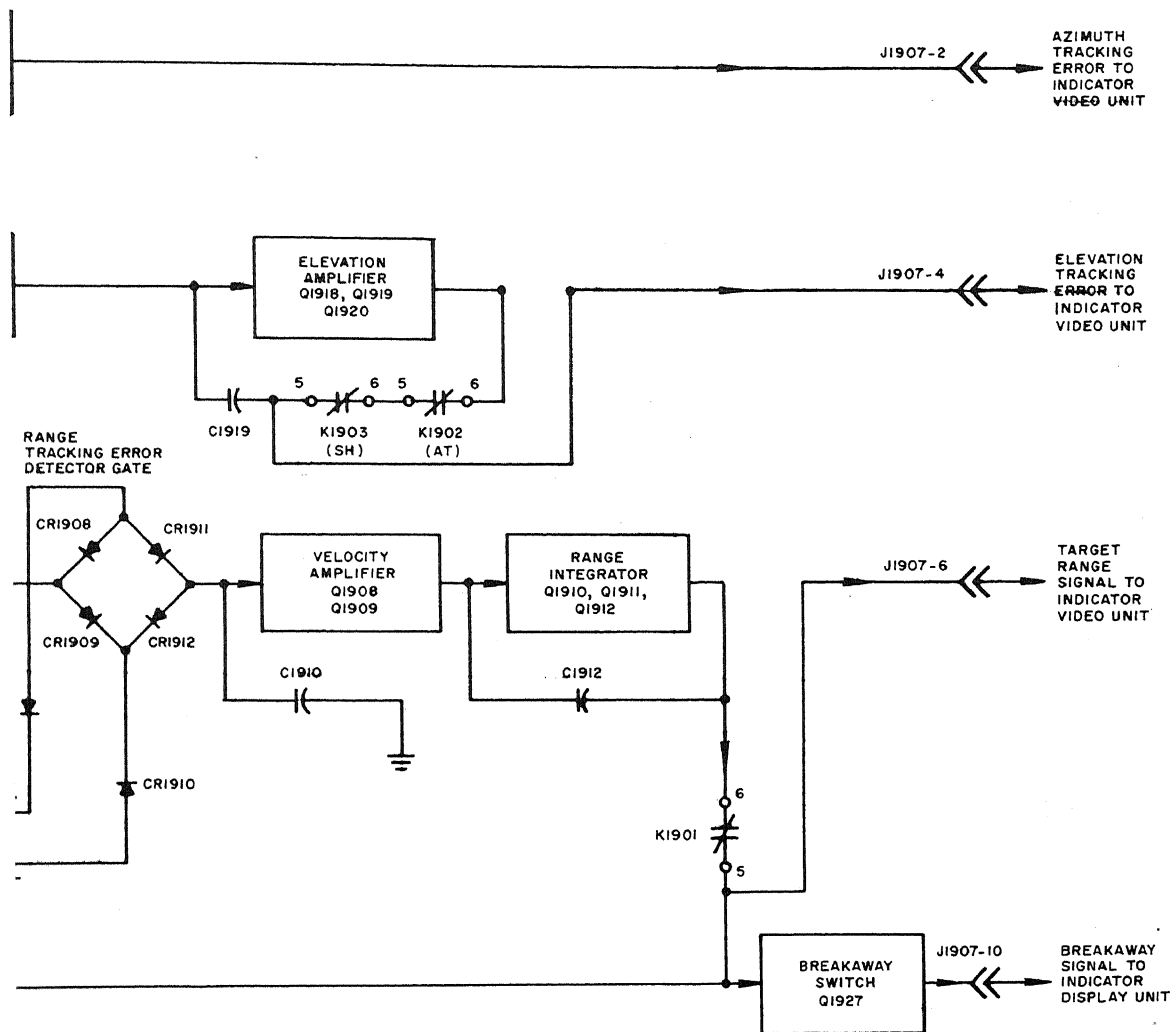 J1907-2
AZIMUTH
TRACKING
ERROR TO
INDICATOR
VIDEO UNIT
ELEVATION
AMPLIFIER
Q1918, Q1919
Q1920
J1907-4
ELEVATION
TRACKING
ERROR TO
INDICATOR
VIDEO UNIT
5 6 5 6
C1919
K1903
(SH)
K1902
(AT)
RANGE
TRACKING ERROR
DETECTOR GATE
CR1908
CR1911
CR1909
CR1912
VELOCITY
AMPLIFIER
Q1908
Q1909
RANGE
INTEGRATOR
Q1910, Q1911,
Q1912
J1907-6
TARGET
RANGE
SIGNAL TO
INDICATOR
VIDEO UNIT
C1910
C1912
CR1910
6
K1901
5
BREAKAWAY
SWITCH
Q1927
J1907-10
BREAKAWAY
SIGNAL TO
INDICATOR
DISPLAY UNIT